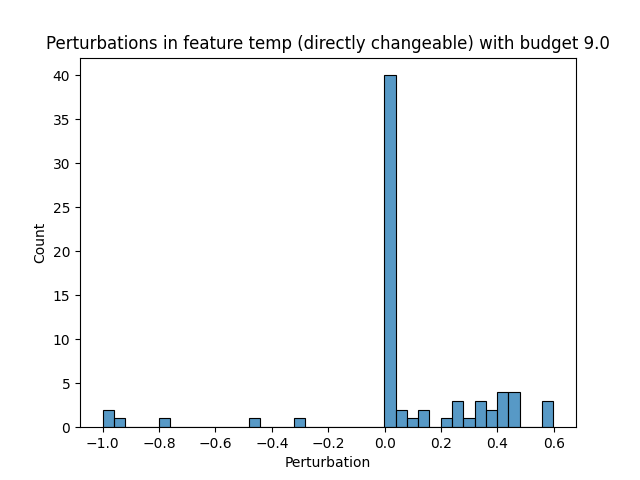 Perturbations in feature temp (directly changeable) with budget 9.0
40
35
30
25
20
15
10
5
0
Count
−1.0 −0.8 −0.6 −0.4 −0.2 0.0 0.2 0.4 0.6
Perturbation